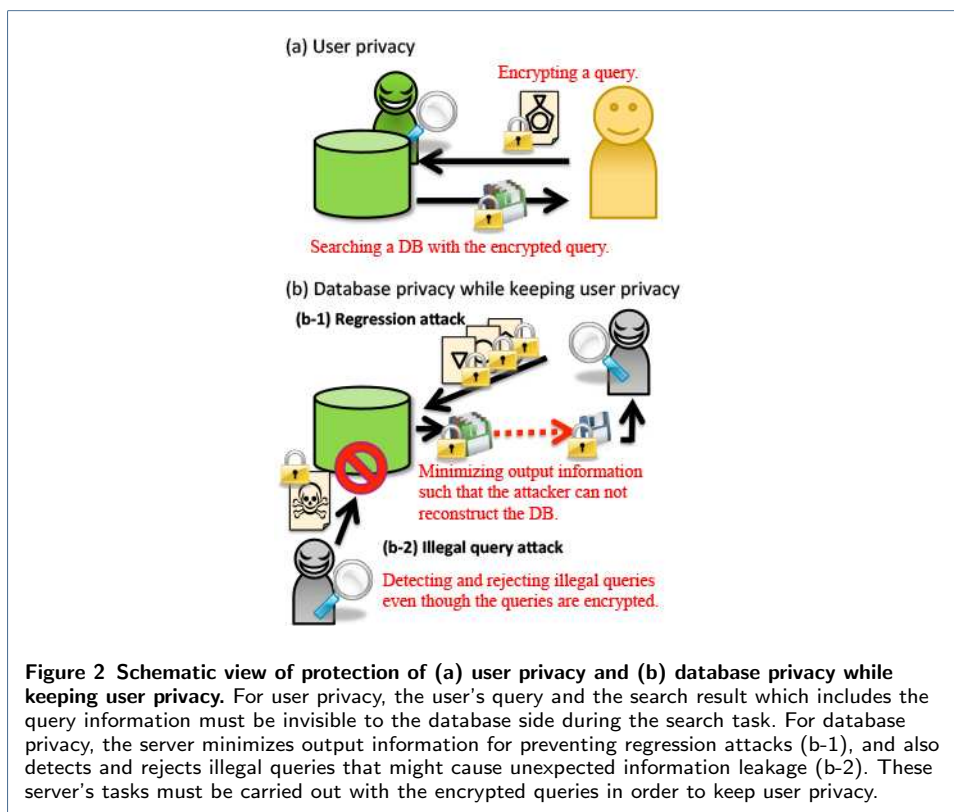 (a) User privacy
Encrypting a query.
Searching a DB with the encrypted query.
(b) Database privacy while keeping user privacy
(b-1) Regression attack
Minimizing output information
such that the attacker can not
reconstruct the DB.
(b-2) Illegal query attack
Detecting and rejecting illegal queries
even though the queries are encrypted.
Figure 2 Schematic view of protection of (a) user privacy and (b) database privacy while
keeping user privacy. For user privacy, the user's query and the search result which includes the
query information must be invisible to the database side during the search task. For database
privacy, the server minimizes output information for preventing regression attacks (b-1), and also
detects and rejects illegal queries that might cause unexpected information leakage (b-2). These
server's tasks must be carried out with the encrypted queries in order to keep user privacy.